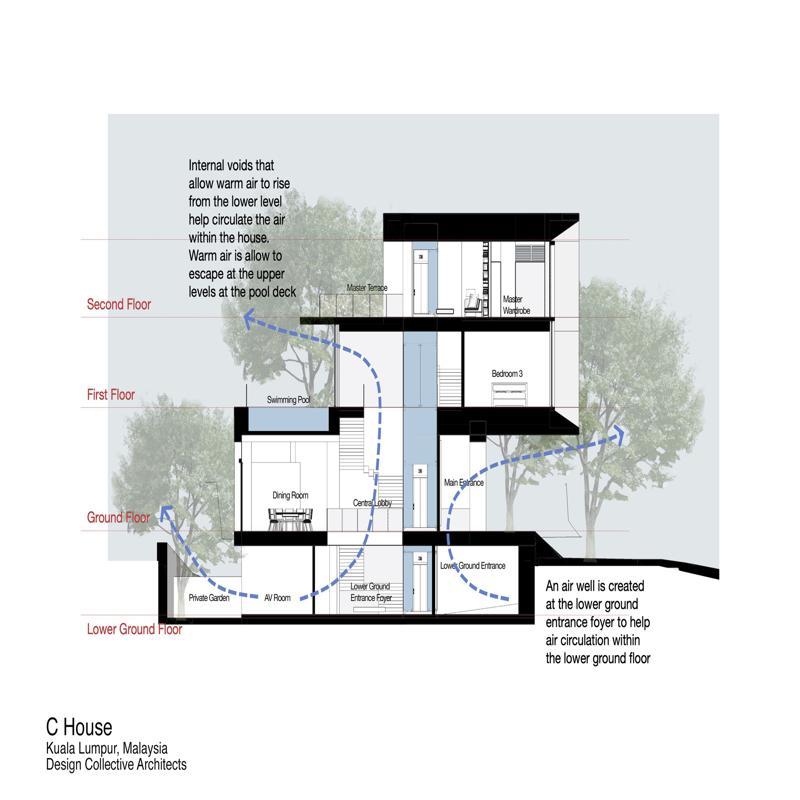 Internal voids that
allow warm air to rise
from the lower level
help circulate the air
within the house.
Warm air is allow to
escape at the upper
levels at the pool deck
Master Terrace
Master
Wardrobe
Second Floor
Bedroom 3
First Floor
Swimming Pool
Main Entrance
Dining Room
Central Lobby
Ground Floor
Lower Ground Entrance
Private Garden
AV Room
Lower Ground
Entrance Foyer
Lower Ground Floor
An air well is created
at the lower ground
entrance foyer to help
air circulation within
the lower ground floor
C House
Kuala Lumpur, Malaysia
Design Collective Architects